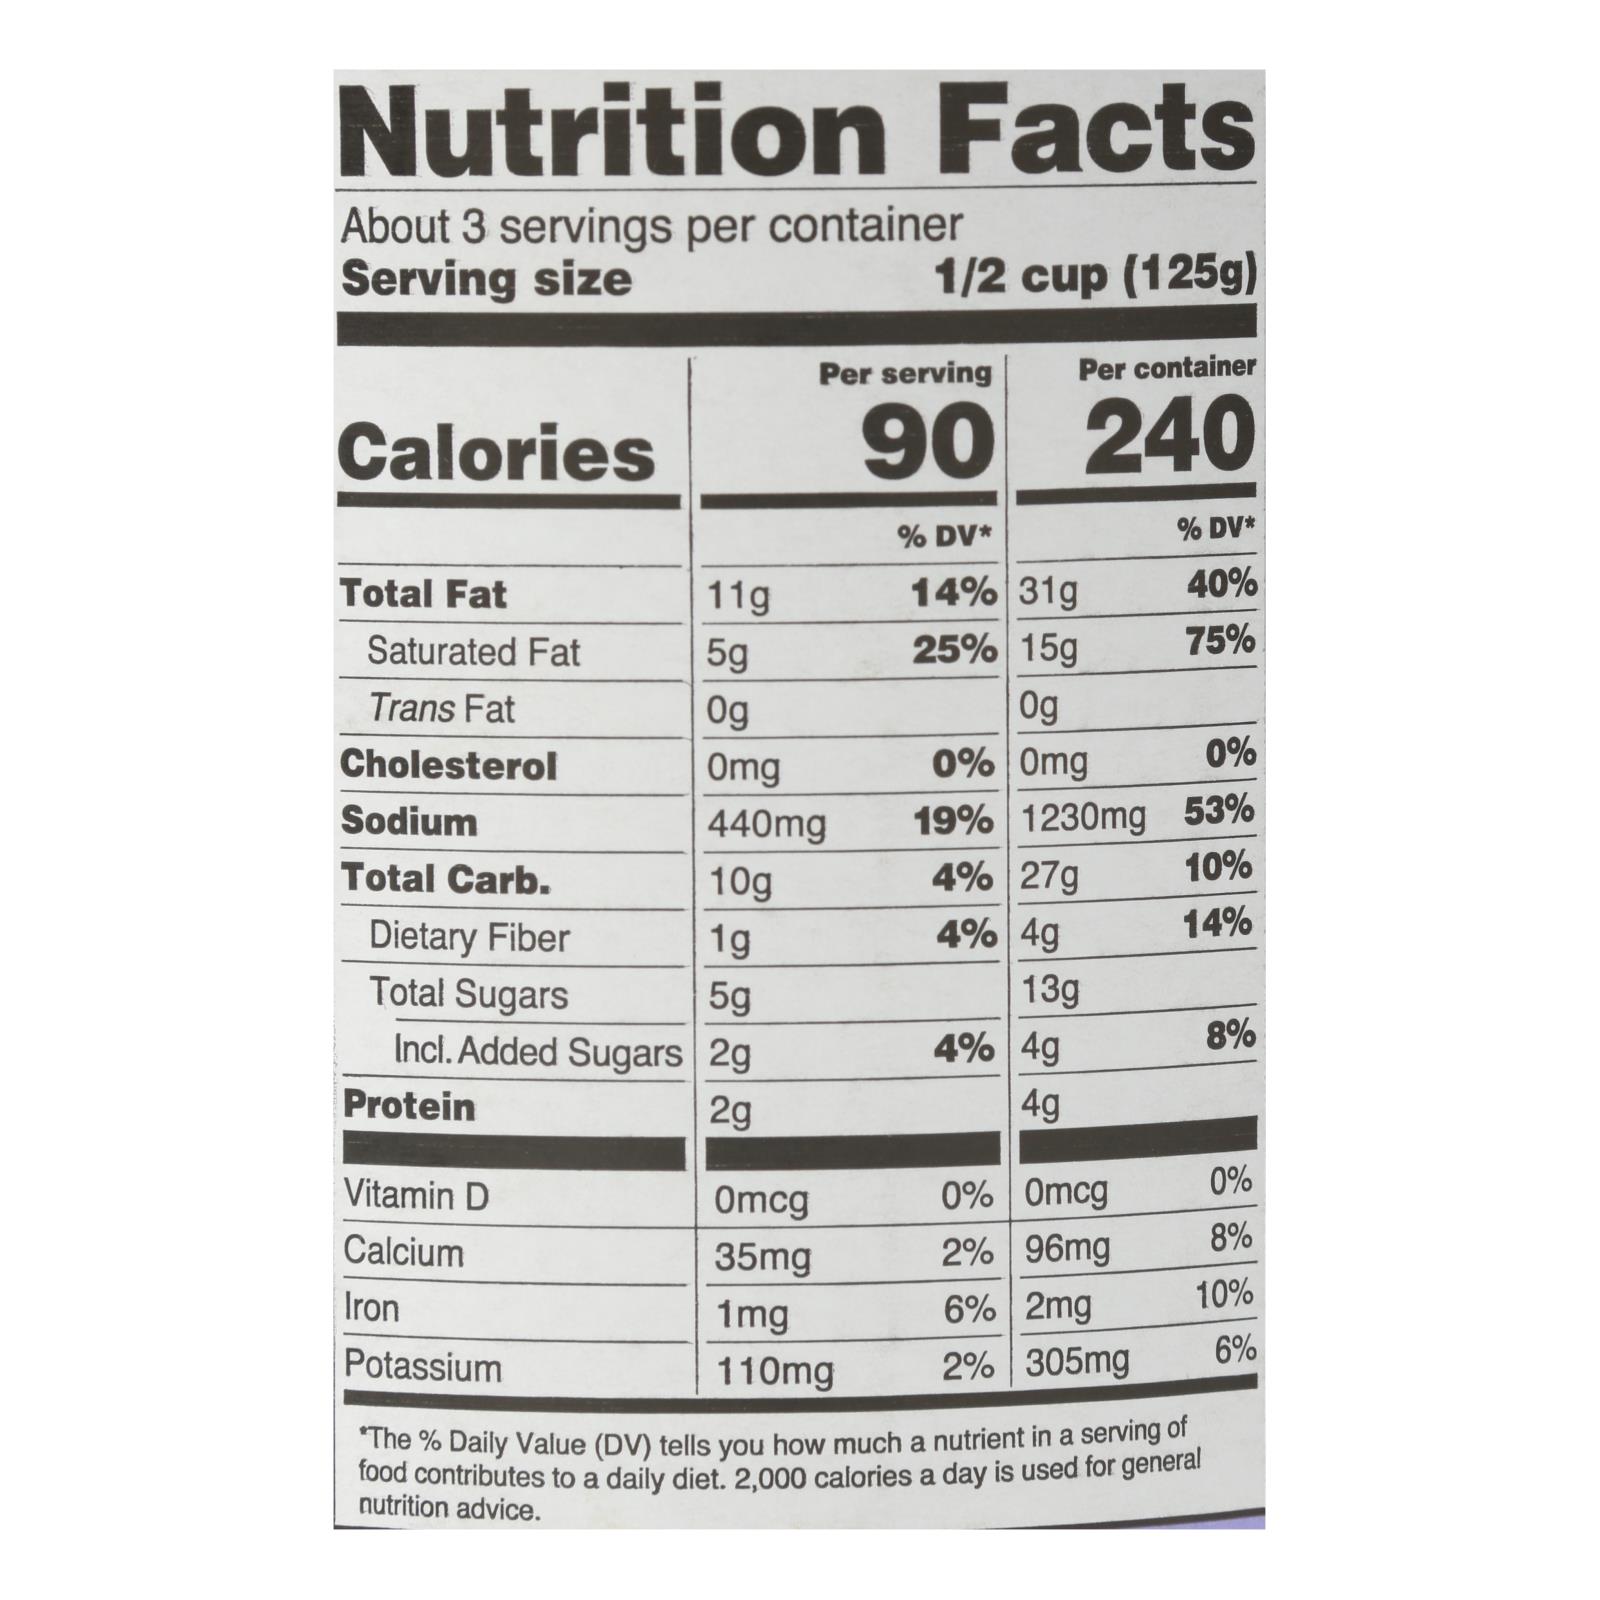 Nutrition Facts
About 3 servings per container
Serving size 1/2 cup (125g)
Per serving Per container
Calories 90 240
% DV* % DV*
Total Fat 11g 14% 31g 40%
Saturated Fat 5g 25% 15g 75%
Trans Fat 0g 0g
Cholesterol 0mg 0% 0mg 0%
Sodium 440mg 19% 1230mg 53%
Total Carb. 10g 4% 27g 10%
Dietary Fiber 1g 4% 4g 14%
Total Sugars 5g 13g
Incl. Added Sugars 2g 4% 4g 8%
Protein 2g 4g
Vitamin D 0mcg 0% 0mcg 0%
Calcium 35mg 2% 96mg 8%
Iron 1mg 6% 2mg 10%
Potassium 110mg 2% 305mg 6%
*The % Daily Value (DV) tells you how much a nutrient in a serving of
food contributes to a daily diet. 2,000 calories a day is used for general
nutrition advice.